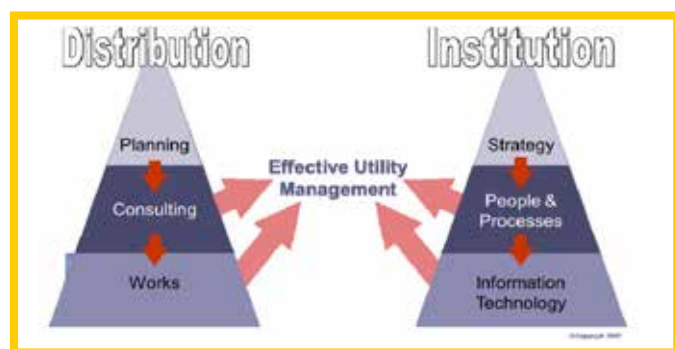 Distribution
Institution
Planning
Consulting
Works
Effective Utility
Management
Strategy
People &
Processes
Information
Technology